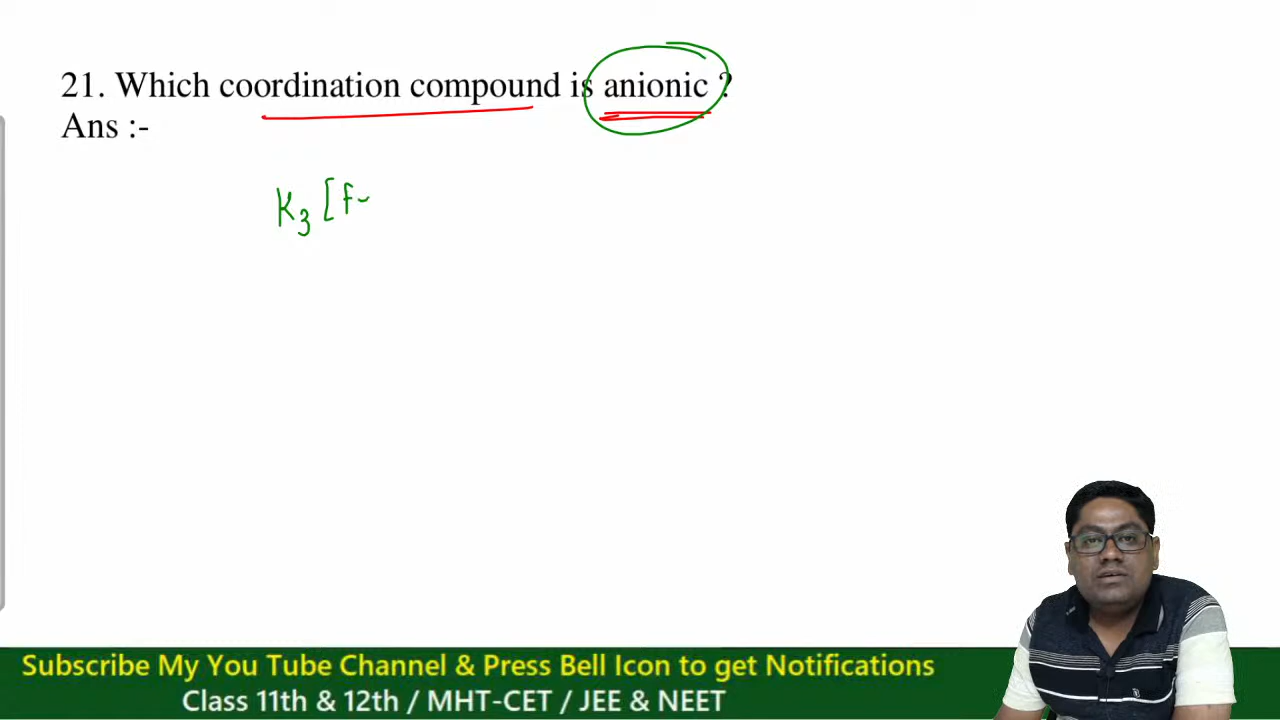 21. Which coordination compound is anionic ?
Ans :-
K3 [F
Subscribe My You Tube Channel & Press Bell Icon to get Notifications
Class 11th & 12th / MHT-CET / JEE & NEET